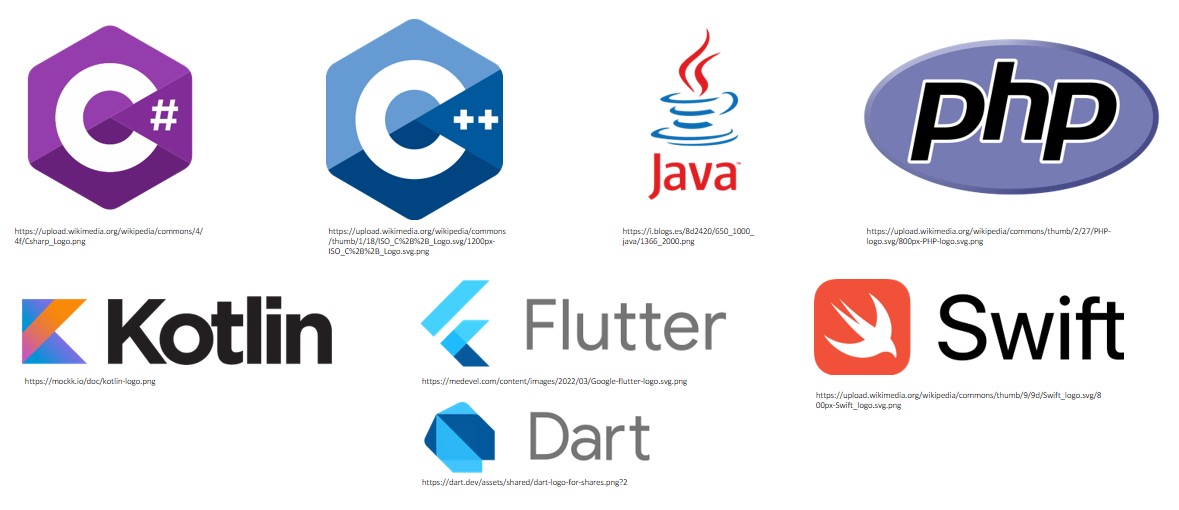 C #
C ++
Java™
php
https://upload.wikimedia.org/wikipedia/commons/4/
4f/Csharp_Logo.png
https://upload.wikimedia.org/wikipedia/commons
/thumb/1/18/ISO_C%2B%2B_Logo.svg/1200px-
ISO_C%2B%2B_Logo.svg.png
https://i.blogs.es/8d2420/650_1000_
java/1366_2000.png
https://upload.wikimedia.org/wikipedia/commons/thumb/2/27/PHP-
logo.svg/800px-PHP-logo.svg.png
Kotlin
Flutter
Swift
https://mockk.io/doc/kotlin-logo.png
https://medevel.com/content/images/2022/03/Google-flutter-logo.svg.png
https://upload.wikimedia.org/wikipedia/commons/thumb/9/9d/Swift_logo.svg/8
00px-Swift_logo.svg.png
Dart
https://dart.dev/assets/shared/dart-logo-for-shares.png?2